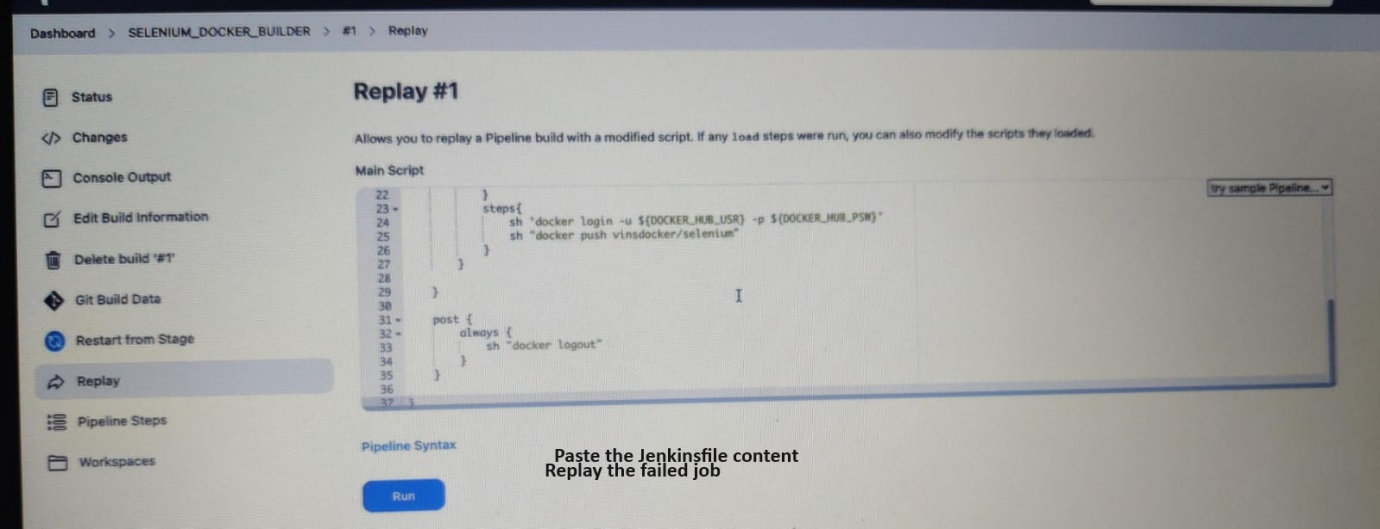 Dashboard > SELENIUM_DOCKER_BUILDER > #1 > Replay
Status
Changes
Console Output
Edit Build Information
Delete build '#1'
Git Build Data
Restart from Stage
Replay
Pipeline Steps
Workspaces
Replay #1
Allows you to replay a Pipeline build with a modified script. If any load steps were run, you can also modify the scripts they loaded.
Main Script
try sample Pipeline...
22 }
23 steps{
24 sh 'docker login -u ${DOCKER_HUB_USR} -p ${DOCKER_HUB_PSW}'
25 sh "docker push vinsdocker/selenium"
26 }
27 }
28
29 }
30
31 post {
32 always {
33 sh "docker logout"
34 }
35 }
36
37 }
Pipeline Syntax
Paste the Jenkinsfile content
Replay the failed job
Run